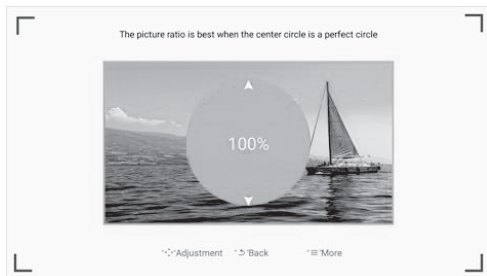 The picture ratio is best when the center circle is a perfect circle
100%
"Adjustment "Back "More